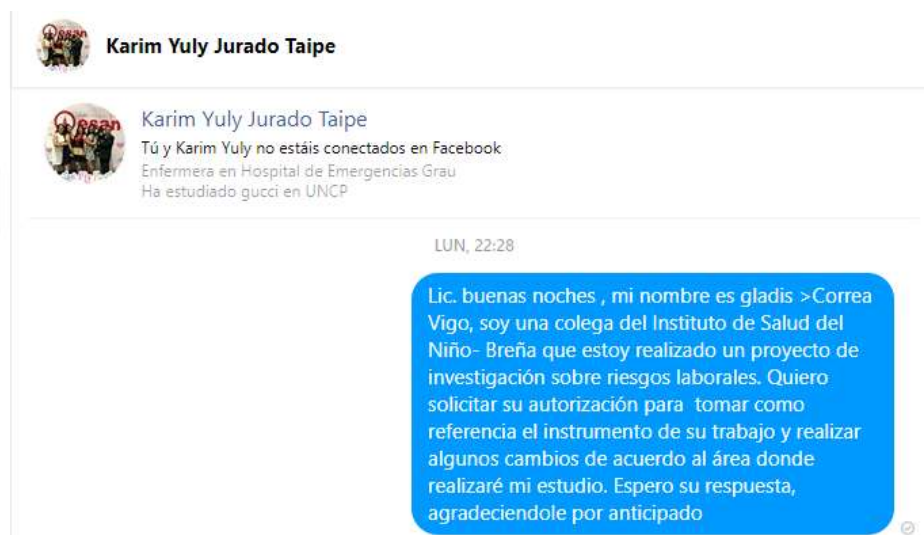 Karim Yuly Jurado Taipe
esan
Karim Yuly Jurado Taipe
Tú y Karim Yuly no estáis conectados en Facebook
Enfermera en Hospital de Emergencias Grau
Ha estudiado gucci en UNCP
LUN, 22:28
Lic. buenas noches , mi nombre es gladis >Correa
Vigo, soy una colega del Instituto de Salud del
Niño- Breña que estoy realizado un proyecto de
investigación sobre riesgos laborales. Quiero
solicitar su autorización para  tomar como
referencia el instrumento de su trabajo y realizar
algunos cambios de acuerdo al área donde
realizaré mi estudio. Espero su respuesta,
agradeciendole por anticipado